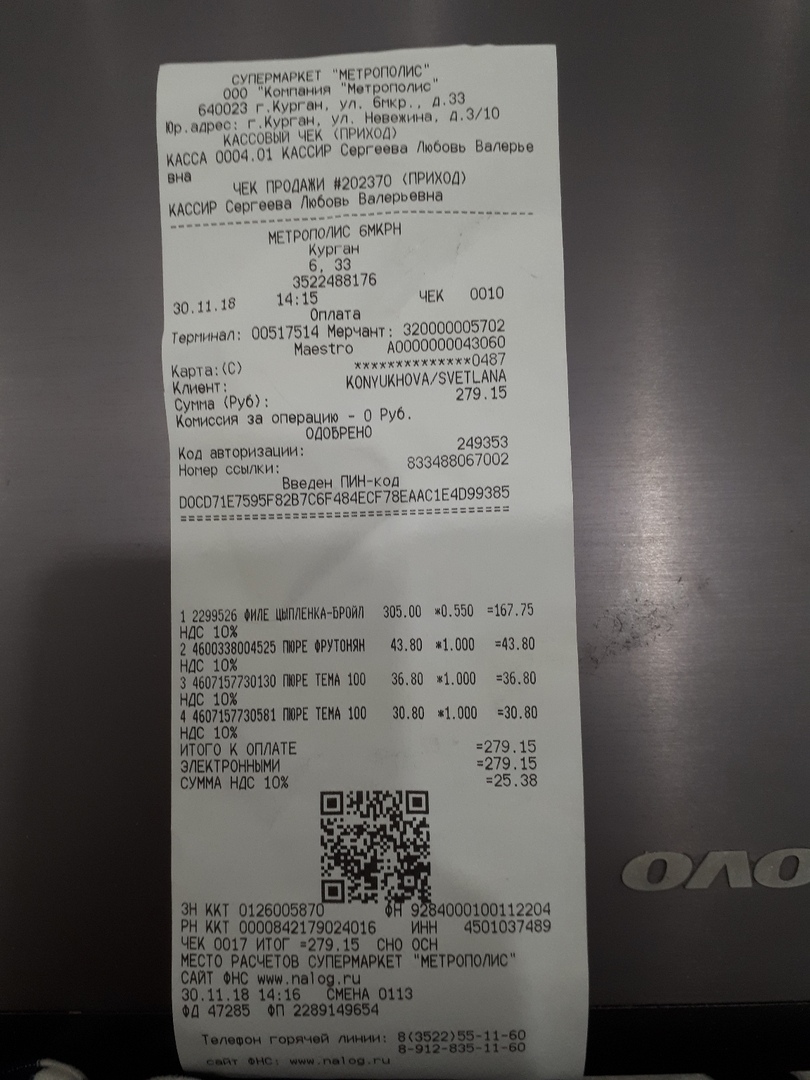 СУПЕРМАРКЕТ "МЕТРОПОЛИС"
ООО "Компания "Метрополис"
640023 г.Курган, ул. 6мкр., д.33
Юр.адрес: г.Курган, ул. Невежина, д.3/10
КАССОВЫЙ ЧЕК (ПРИХОД)
КАССА 0004.01 КАССИР Сергеева Любовь Валерье
вна
ЧЕК ПРОДАЖИ #202370 (ПРИХОД)
КАССИР Сергеева Любовь Валерьевна
МЕТРОПОЛИС 6МКРН
Курган
6, 33
3522488176
30.11.18 14:15 ЧЕК 0010
Оплата
Терминал: 00517514 Мерчант: 320000005702
Maestro A0000000043060
Карта:(C) **************0487
Клиент: KONYUKHOVA/SVETLANA
Сумма (Руб): 279.15
Комиссия за операцию - 0 Руб.
ОДОБРЕНО
Код авторизации: 249353
Номер ссылки: 833488067002
Введен ПИН-код
D0CD71E7595F82B7C6F484ECF78EAAC1E4D99385
========================================
1 2299526 ФИЛЕ ЦЫПЛЕНКА-БРОЙЛ 305.00 *0.550 =167.75
НДС 10%
2 4600338004525 ПЮРЕ ФРУТОНЯН 43.80 *1.000 =43.80
НДС 10%
3 4607157730130 ПЮРЕ ТЕМА 100 36.80 *1.000 =36.80
НДС 10%
4 4607157730581 ПЮРЕ ТЕМА 100 30.80 *1.000 =30.80
НДС 10%
ИТОГО К ОПЛАТЕ =279.15
ЭЛЕКТРОННЫМИ =279.15
СУММА НДС 10% =25.38
ЗН ККТ 0126005870 ФН 9284000100112204
РН ККТ 0000842179024016 ИНН 4501037489
ЧЕК 0017 ИТОГ =279.15 СНО ОСН
МЕСТО РАСЧЕТОВ СУПЕРМАРКЕТ "МЕТРОПОЛИС"
САЙТ ФНС www.nalog.ru
30.11.18 14:16 СМЕНА 0113
ФД 47285 ФП 2289149654
Телефон горячей линии: 8(3522)55-11-60
8-912-835-11-60
сайт ФНС: www.nalog.ru